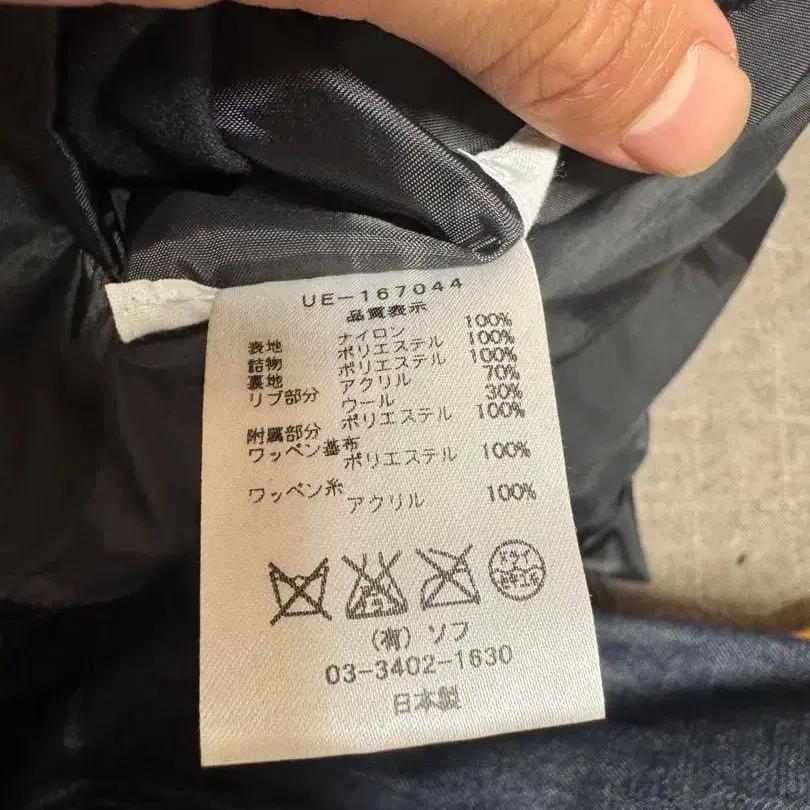 UE-167044
品質表示
表地 ナイロン 100%
詰物 ポリエステル 100%
裏地 ポリエステル 100%
リブ部分 アクリル 70%
ウール 30%
附属部分 ポリエステル 100%
ワッペン基布 ポリエステル 100%
ワッペン糸 アクリル 100%
ドライ
(有) ソフ
03-3402-1630
日本製